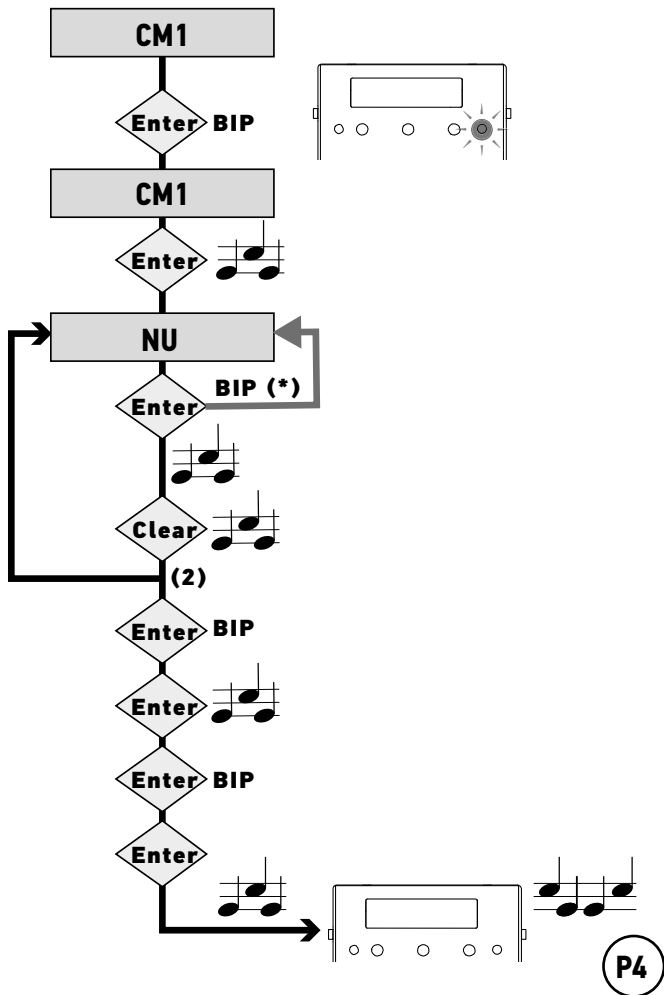 CM1
Enter BIP
CM1
Enter
NU
BIP (*)
Enter
Clear
(2)
Enter BIP
Enter
Enter BIP
Enter
P4